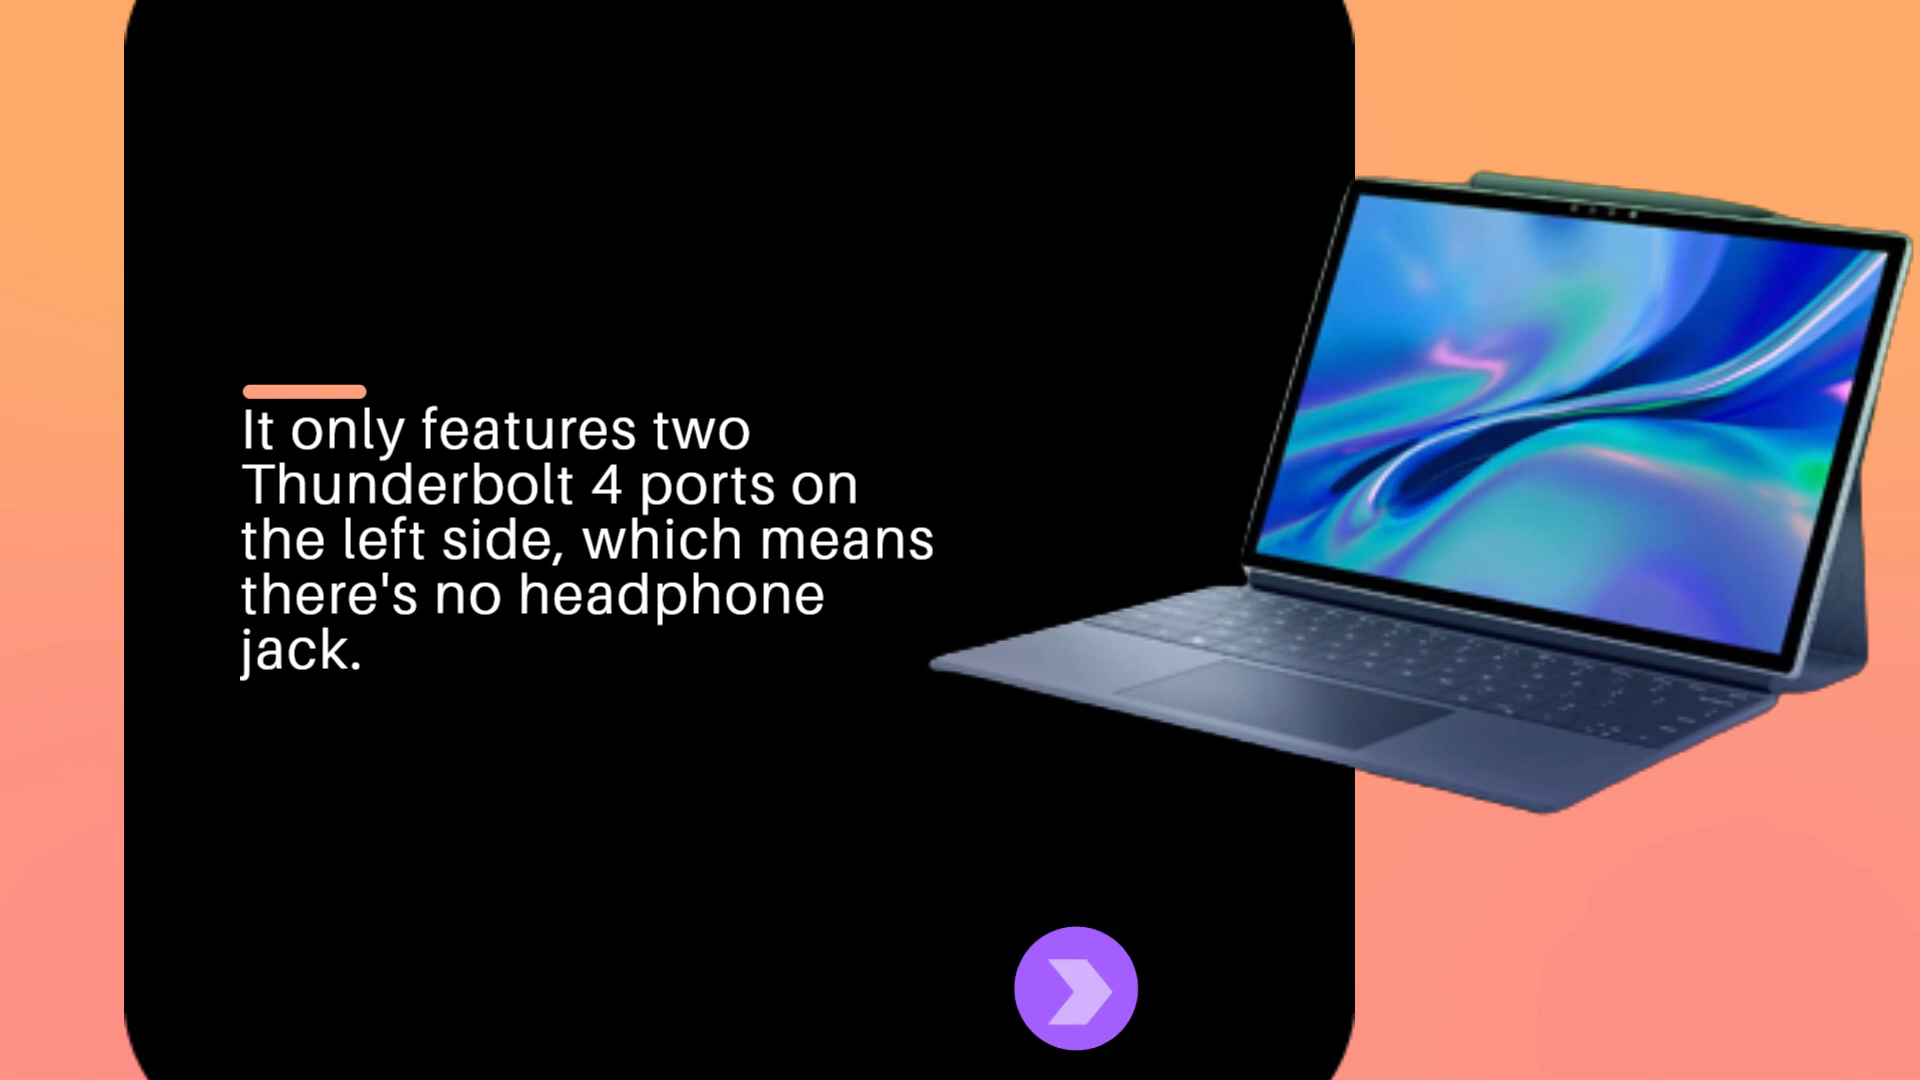 It only features two
Thunderbolt 4 ports on
the left side, which means
there's no headphone
jack.